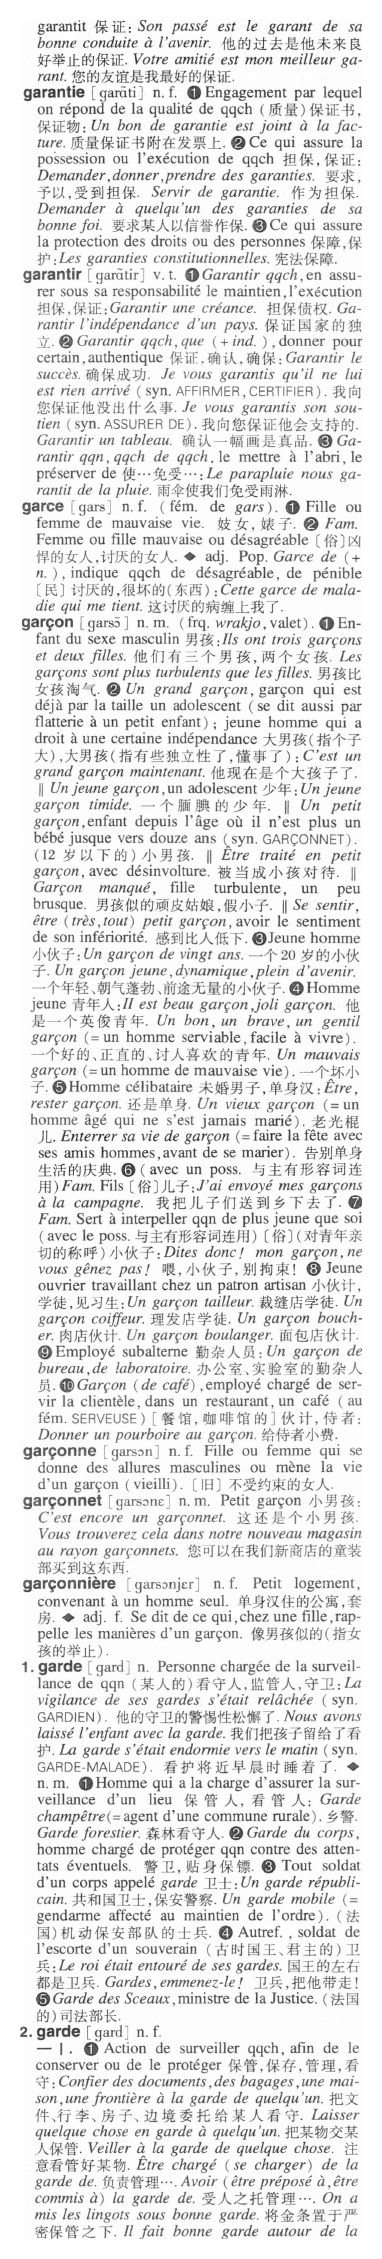 garantit 保证: Son passé est le garant de sa
bonne conduite à l'avenir. 他的过去是他未来良
好举止的保证. Votre amitié est mon meilleur ga-
rant. 您的友谊是我最好的保证.
garantie [garɑ̃ti] n. f. ❶ Engagement par lequel
on répond de la qualité de qqch (质量)保证书,
保证物: Un bon de garantie est joint à la fac-
ture. 质量保证书附在发票上. ❷ Ce qui assure la
possession ou l'exécution de qqch 担保, 保证:
Demander, donner, prendre des garanties. 要求,
予以, 受到担保. Servir de garantie. 作为担保.
Demander à quelqu'un des garanties de sa
bonne foi. 要求某人以信誉作保. ❸ Ce qui assure
la protection des droits ou des personnes 保障, 保
护: Les garanties constitutionnelles. 宪法保障.
garantir [garɑ̃tir] v. t. ❶ Garantir qqch, en assu-
rer sous sa responsabilité le maintien, l'exécution
担保, 保证: Garantir une créance. 担保债权. Ga-
rantir l'indépendance d'un pays. 保证国家的独
立. ❷ Garantir qqch, que (+ ind. ), donner pour
certain, authentique 保证, 确认, 确保: Garantir le
succès. 确保成功. Je vous garantis qu'il ne lui
est rien arrivé (syn. AFFIRMER, CERTIFIER). 我向
您保证他没出什么事. Je vous garantis son sou-
tien (syn. ASSURER DE). 我向您保证他会支持的.
Garantir un tableau. 确认一幅画是真品. ❸ Ga-
rantir qqn, qqch de qqch, le mettre à l'abri, le
préserver de 使…免受…: Le parapluie nous ga-
rantit de la pluie. 雨伞使我们免受雨淋.
garce [gars] n. f. (fém. de gars). ❶ Fille ou
femme de mauvaise vie. 妓女, 婊子. ❷ Fam.
Femme ou fille mauvaise ou désagréable [俗]凶
悍的女人, 讨厌的女人. ◆ adj. Pop. Garce de (+
n. ), indique qqch de désagréable, de pénible
[民] 讨厌的, 很坏的(东西): Cette garce de mala-
die qui me tient. 这讨厌的病缠上我了.
garçon [garsɔ̃] n. m. (frq. wrakjo, valet). ❶ En-
fant du sexe masculin 男孩: Ils ont trois garçons
et deux filles. 他们有三个男孩, 两个女孩. Les
garçons sont plus turbulents que les filles. 男孩比
女孩淘气. ❷ Un grand garçon, garçon qui est
déjà par la taille un adolescent (se dit aussi par
flatterie à un petit enfant); jeune homme qui a
droit à une certaine indépendance 大男孩(指个子
大), 大男孩(指有些独立性了, 懂事了): C'est un
grand garçon maintenant. 他现在是个大孩子了.
‖ Un jeune garçon, un adolescent 少年: Un jeune
garçon timide. 一个腼腆的少年. ‖ Un petit
garçon, enfant depuis l'âge où il n'est plus un
bébé jusque vers douze ans (syn. GARÇONNET).
(12 岁以下的) 小男孩. ‖ Être traité en petit
garçon, avec désinvolture. 被当成小孩对待. ‖
Garçon manqué, fille turbulente, un peu
brusque. 男孩似的顽皮姑娘, 假小子. ‖ Se sentir,
être (très, tout) petit garçon, avoir le sentiment
de son infériorité. 感到比人低下. ❸ Jeune homme
小伙子: Un garçon de vingt ans. 一个20岁的小伙
子. Un garçon jeune, dynamique, plein d'avenir.
一个年轻、朝气蓬勃、前途无量的小伙子. ❹ Homme
jeune 青年人: Il est beau garçon, joli garçon. 他
是一个英俊青年. Un bon, un brave, un gentil
garçon (= un homme serviable, facile à vivre).
一个好的、正直的、讨人喜欢的青年. Un mauvais
garçon (= un homme de mauvaise vie). 一个坏小
子. ❺ Homme célibataire 未婚男子, 单身汉: Être,
rester garçon. 还是单身. Un vieux garçon (= un
homme âgé qui ne s'est jamais marié). 老光棍
儿. Enterrer sa vie de garçon (= faire la fête avec
ses amis hommes, avant de se marier). 告别单身
生活的庆典. ❻ (avec un poss. 与主有形容词连
用) Fam. Fils [俗]儿子: J'ai envoyé mes garçons
à la campagne. 我把儿子们送到乡下去了. ❼
Fam. Sert à interpeller qqn de plus jeune que soi
(avec le poss. 与主有形容词连用) [俗](对青年亲
切的称呼)小伙子: Dites donc! mon garçon, ne
vous gênez pas! 喂, 小伙子, 别拘束! ❽ Jeune
ouvrier travaillant chez un patron artisan 小伙计,
学徒, 见习生: Un garçon tailleur. 裁缝店学徒. Un
garçon coiffeur. 理发店学徒. Un garçon bouch-
er. 肉店伙计. Un garçon boulanger. 面包店伙计.
❾ Employé subalterne 勤杂人员: Un garçon de
bureau, de laboratoire. 办公室、实验室的勤杂人
员. ❿ Garçon (de café), employé chargé de ser-
vir la clientèle, dans un restaurant, un café (au
fém. SERVEUSE) [餐馆, 咖啡馆的]伙计, 侍者:
Donner un pourboire au garçon. 给侍者小费.
garçonne [garsɔn] n. f. Fille ou femme qui se
donne des allures masculines ou mène la vie
d'un garçon (vieilli). [旧] 不受约束的女人.
garçonnet [garsɔnɛ] n. m. Petit garçon 小男孩:
C'est encore un garçonnet. 这还是个小男孩.
Vous trouverez cela dans notre nouveau magasin
au rayon garçonnets. 您可以在我们新商店的童装
部买到这东西.
garçonnière [garsɔnjɛr] n. f. Petit logement,
convenant à un homme seul. 单身汉住的公寓, 套
房. ◆ adj. f. Se dit de ce qui, chez une fille, rap-
pelle les manières d'un garçon. 像男孩似的(指女
孩的举止).
1. garde [gard] n. Personne chargée de la surveil-
lance de qqn (某人的)看守人, 监管人, 守卫: La
vigilance de ses gardes s'était relâchée (syn.
GARDIEN). 他的守卫的警惕性松懈了. Nous avons
laissé l'enfant avec la garde. 我们把孩子留给了看
护. La garde s'était endormie vers le matin (syn.
GARDE-MALADE). 看护将近早晨时睡着了. ◆
n. m. ❶ Homme qui a la charge d'assurer la sur-
veillance d'un lieu 保管人, 看管人: Garde
champêtre (= agent d'une commune rurale). 乡警.
Garde forestier. 森林看守人. ❷ Garde du corps,
homme chargé de protéger qqn contre des atten-
tats éventuels. 警卫, 贴身保镖. ❸ Tout soldat
d'un corps appelé garde 卫士: Un garde républi-
cain. 共和国卫士, 保安警察. Un garde mobile (=
gendarme affecté au maintien de l'ordre). (法
国)机动保安部队的士兵. ❹ Autref. , soldat de
l'escorte d'un souverain (古时国王、君主的) 卫
兵: Le roi était entouré de ses gardes. 国王的左右
都是卫兵. Gardes, emmenez-le! 卫兵, 把他带走!
❺ Garde des Sceaux, ministre de la Justice. (法国
的)司法部长.
2. garde [gard] n. f.
— Ⅰ. ❶ Action de surveiller qqch, afin de le
conserver ou de le protéger 保管, 保存, 管理, 看
守: Confier des documents, des bagages, une mai-
son, une frontière à la garde de quelqu'un. 把文
件、行李、房子、边境委托给某人看守. Laisser
quelque chose en garde à quelqu'un. 把某物交某
人保管. Veiller à la garde de quelque chose. 注
意看管好某物. Être chargé (se charger) de la
garde de. 负责管理…. Avoir (être préposé à, être
commis à) la garde de. 受人之托管理…. On a
mis les lingots sous bonne garde. 将金条置于严
密保管之下. Il fait bonne garde autour de la